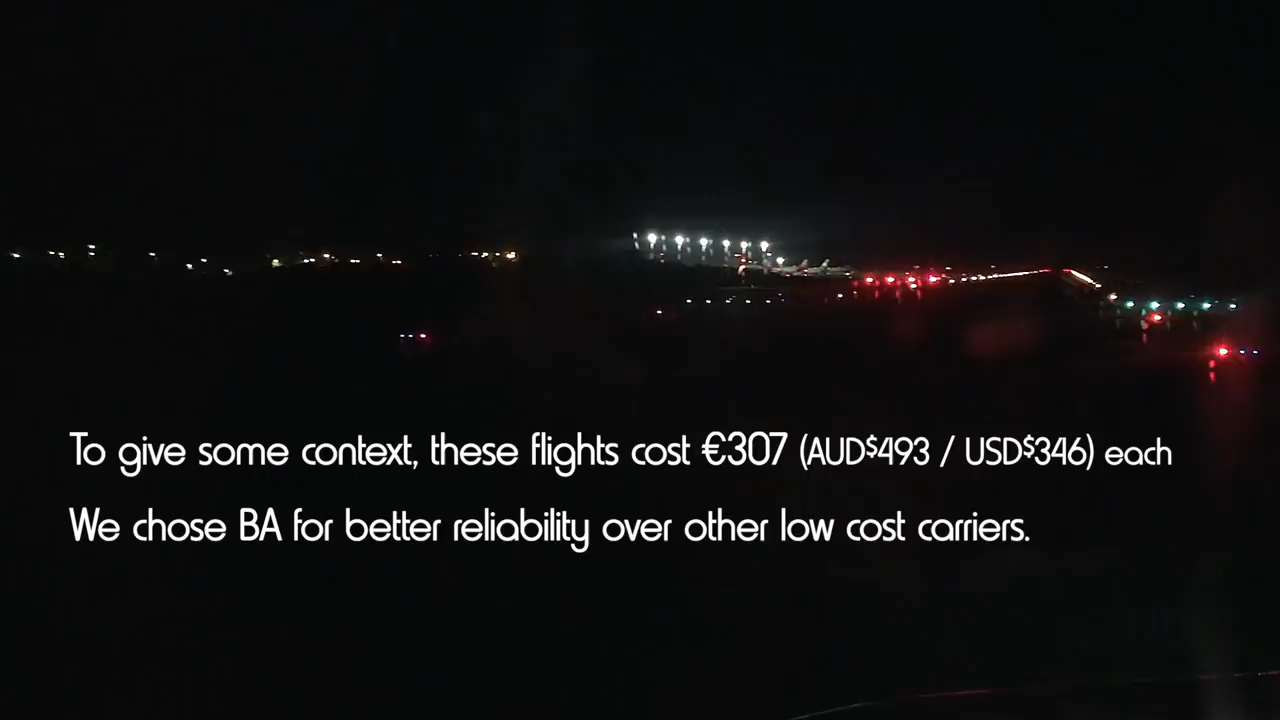 To give some context, these flights cost €307 (AUD$493 / USD$346) each
We chose BA for better reliability over other low cost carriers.